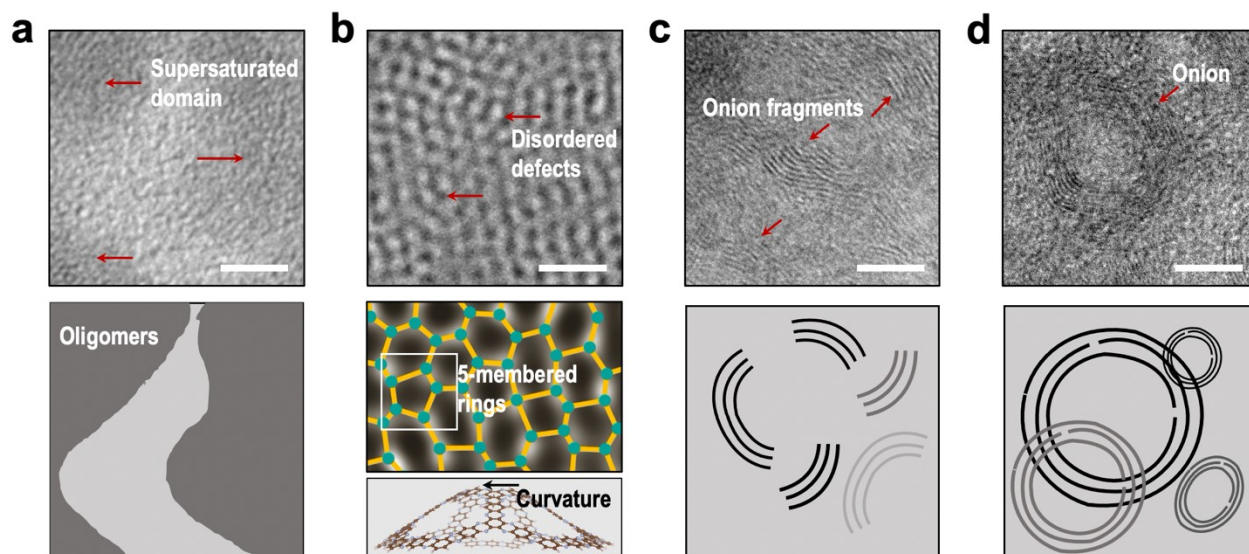 a
Supersaturated
domain
Oligomers
b
Disordered
defects
5-membered
rings
Curvature
c
Onion fragments
d
Onion